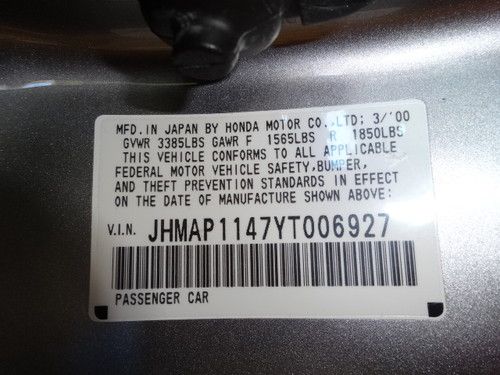 MFD.IN JAPAN BY HONDA MOTOR CO.,LTD; 3/'00
GVWR 3385LBS GAWR F 1565LBS R 1850LBS
THIS VEHICLE CONFORMS TO ALL APPLICABLE
FEDERAL MOTOR VEHICLE SAFETY,BUMPER,
AND THEFT PREVENTION STANDARDS IN EFFECT
ON THE DATE OF MANUFACTURE SHOWN ABOVE:
V.I.N. JHMAP1147YT006927
PASSENGER CAR